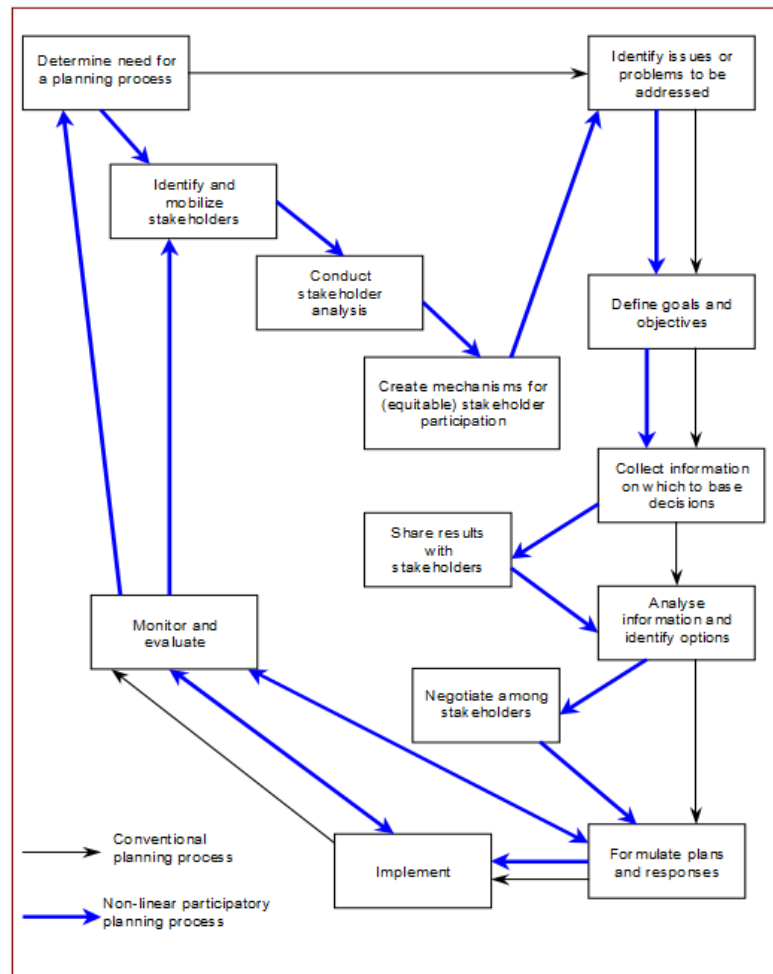 Determine need for
a planning process
Identify issues or
problems to be
addressed
Identify and
mobilize
stakeholders
Conduct
stakeholder
analysis
Define goals and
objectives
Create mechanisms for
(equitable) stakeholder
participation
Collect information
on which to base
decisions
Share results
with
stakeholders
Analyse
information and
identify options
Monitor and
evaluate
Negotiate among
stakeholders
Formulate plans
and responses
Implement
Conventional
planning process
Non-linear participatory
planning process